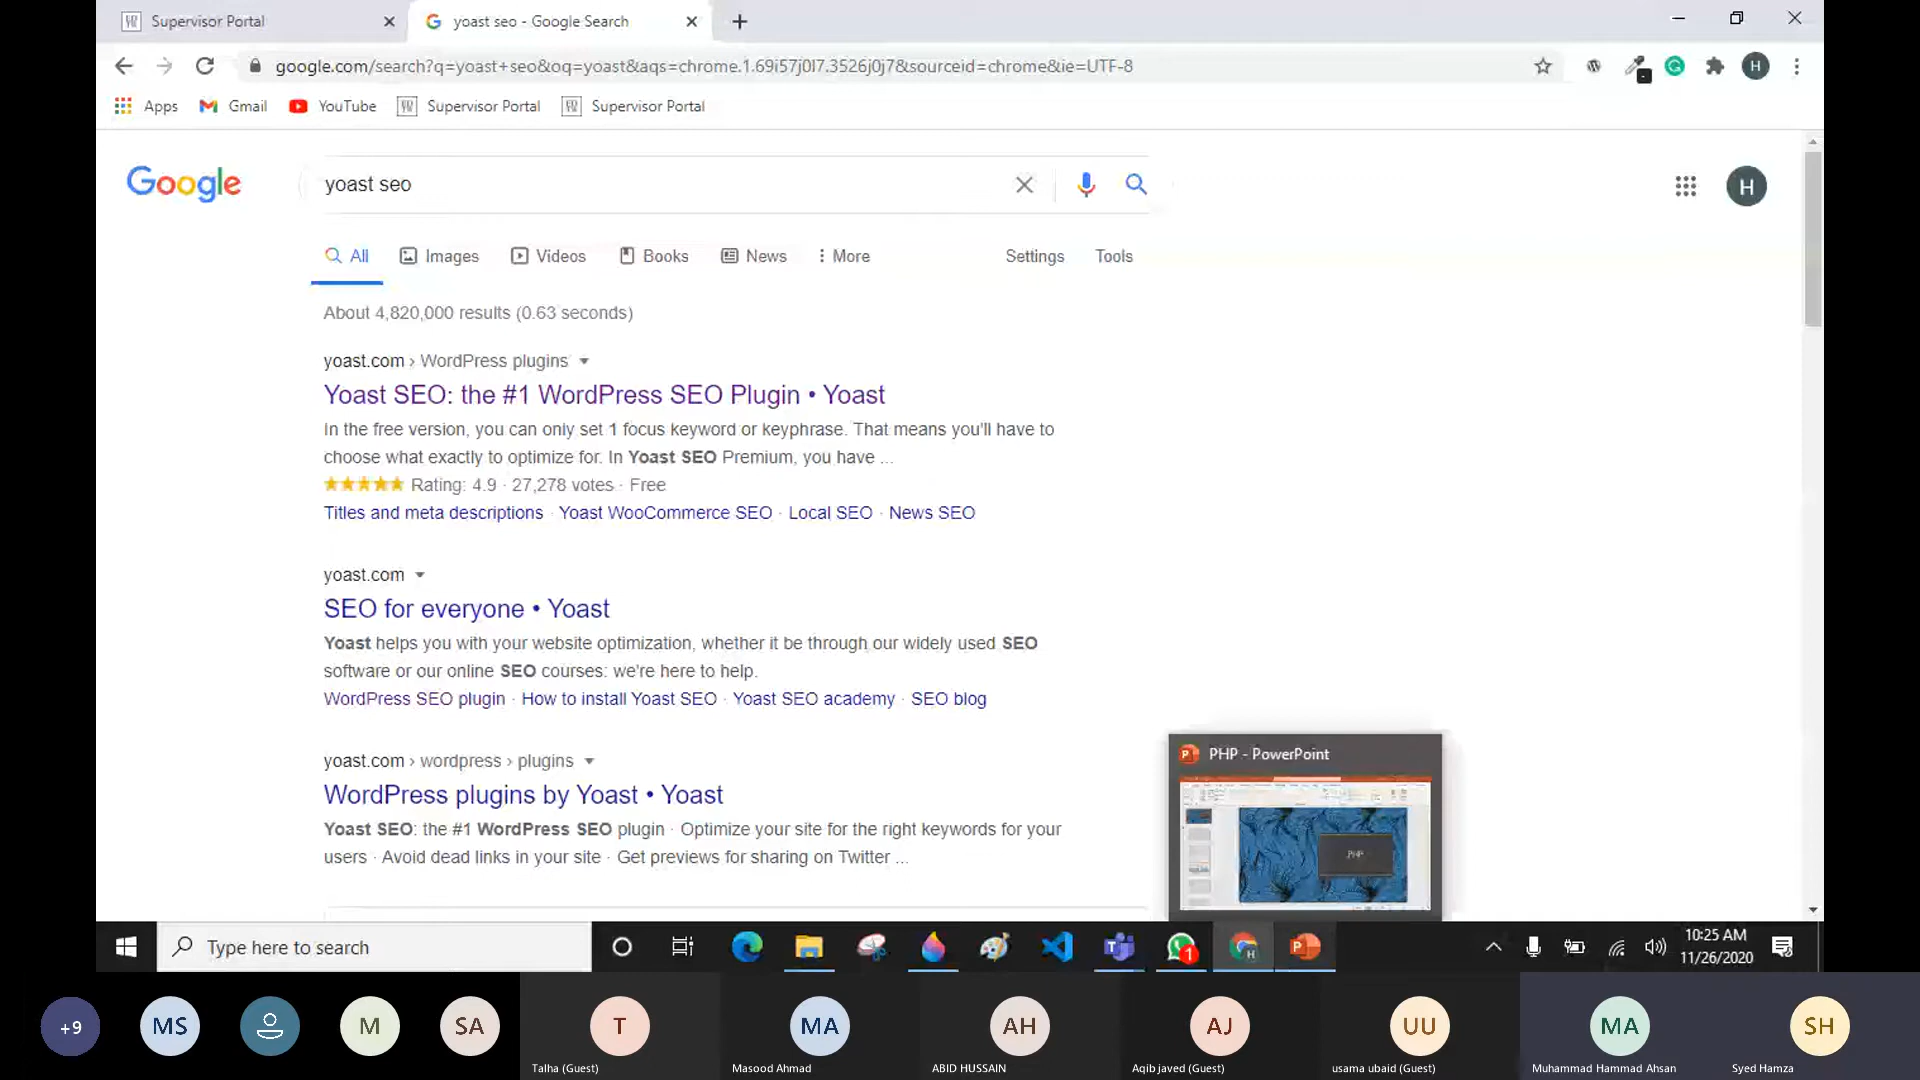 Supervisor Portal
yoast seo - Google Search
google.com/search?q=yoast+seo&oq=yoast&aqs=chrome.1.69i57j0l7.3526j0j7&sourceid=chrome&ie=UTF-8
H
Apps
Gmail
YouTube
Supervisor Portal
Supervisor Portal
Google
yoast seo
H
All
Images
Videos
Books
News
More
Settings
Tools
About 4,820,000 results (0.63 seconds)
yoast.com › WordPress plugins
Yoast SEO: the #1 WordPress SEO Plugin • Yoast
In the free version, you can only set 1 focus keyword or keyphrase. That means you'll have to
choose what exactly to optimize for. In Yoast SEO Premium, you have ...
Rating: 4.9 · 27,278 votes · Free
Titles and meta descriptions · Yoast WooCommerce SEO · Local SEO · News SEO
yoast.com
SEO for everyone • Yoast
Yoast helps you with your website optimization, whether it be through our widely used SEO
software or our online SEO courses: we're here to help.
WordPress SEO plugin · How to install Yoast SEO · Yoast SEO academy · SEO blog
yoast.com › wordpress › plugins
WordPress plugins by Yoast • Yoast
Yoast SEO: the #1 WordPress SEO plugin · Optimize your site for the right keywords for your
users · Avoid dead links in your site · Get previews for sharing on Twitter ...
PHP - PowerPoint
PHP
Type here to search
1
H
10:25 AM
11/26/2020
+9
MS
M
SA
T
Talha (Guest)
MA
Masood Ahmad
AH
ABID HUSSAIN
AJ
Aqib javed (Guest)
UU
usama ubaid (Guest)
MA
Muhammad Hammad Ahsan
SH
Syed Hamza